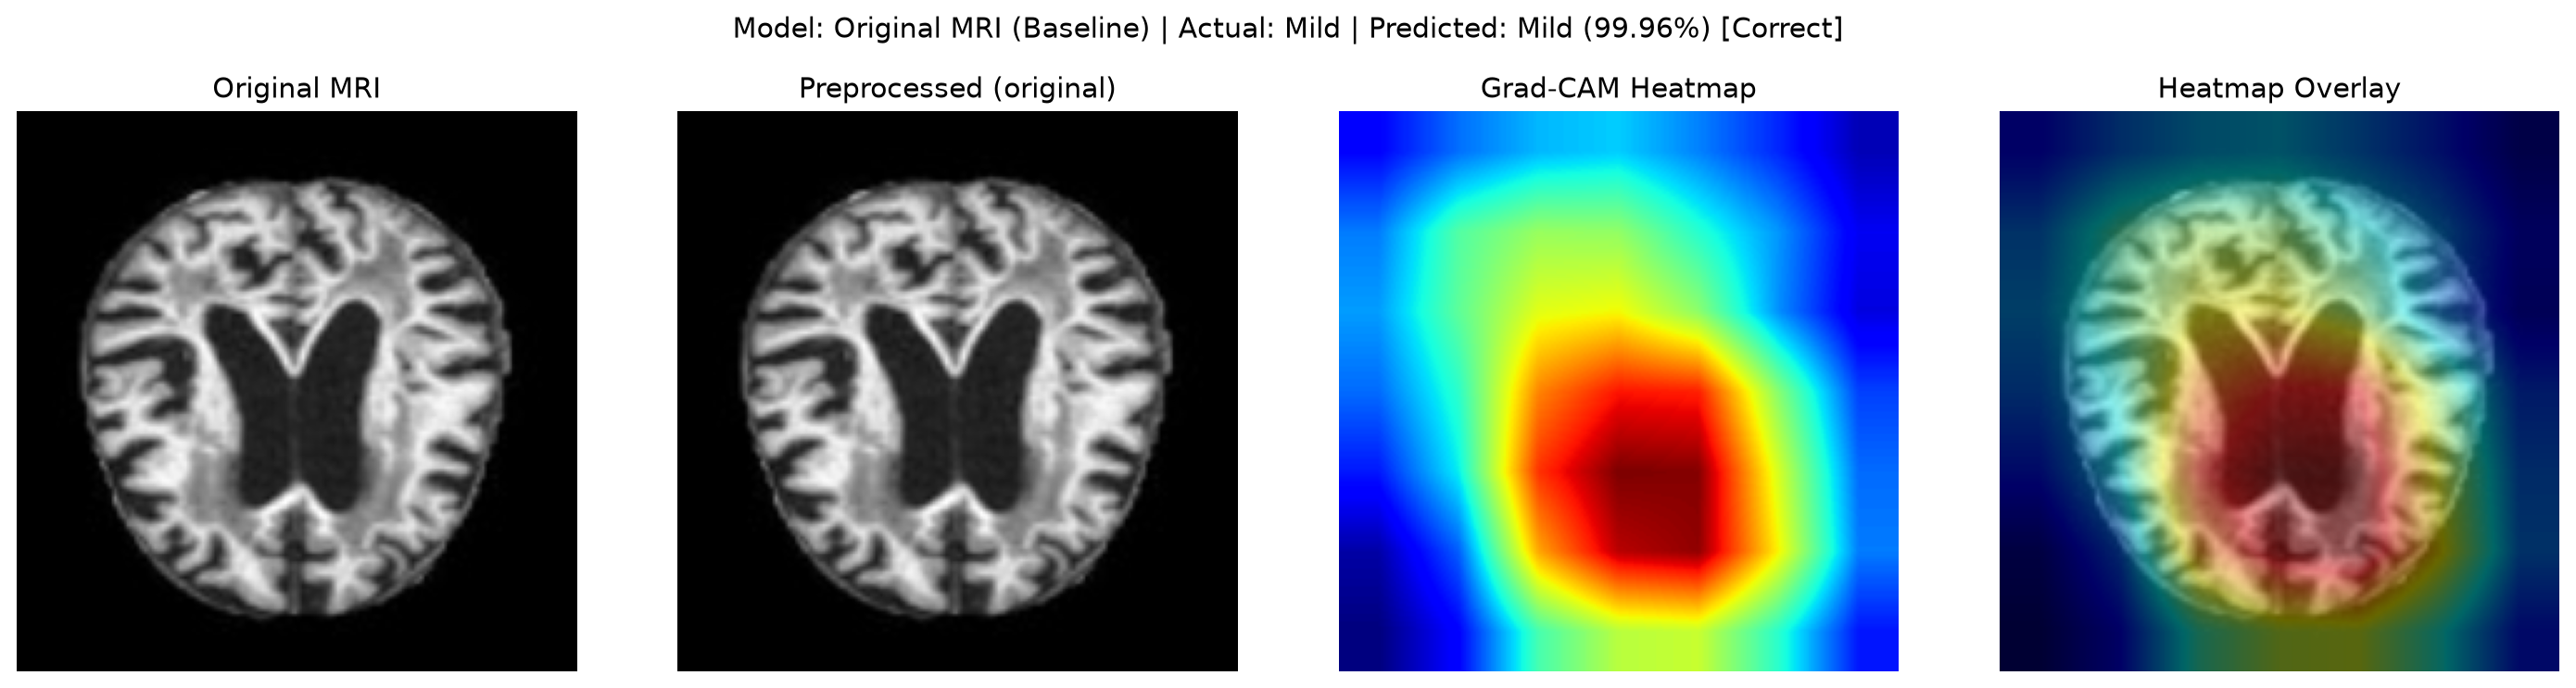 Model: Original MRI (Baseline) | Actual: Mild | Predicted: Mild (99.96%) [Correct]
Original MRI
Preprocessed (original)
Grad-CAM Heatmap
Heatmap Overlay